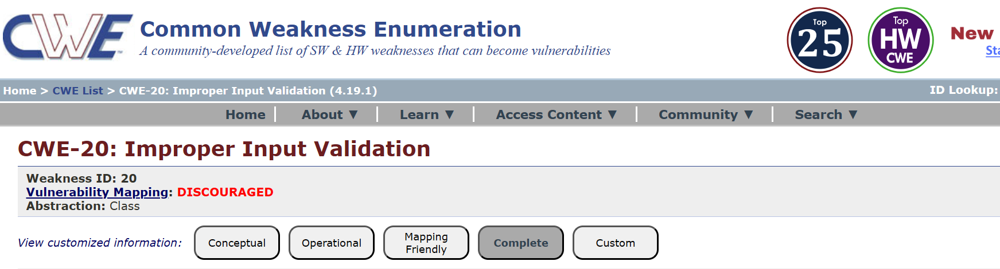 CWE
Common Weakness Enumeration
A community-developed list of SW & HW weaknesses that can become vulnerabilities
Top
25
Top
HW
CWE
New
Sta
Home > CWE List > CWE-20: Improper Input Validation (4.19.1)
ID Lookup:
Home
About ▼
Learn ▼
Access Content ▼
Community ▼
Search ▼
CWE-20: Improper Input Validation
Weakness ID: 20
Vulnerability Mapping: DISCOURAGED
Abstraction: Class
View customized information:
Conceptual
Operational
Mapping
Friendly
Complete
Custom